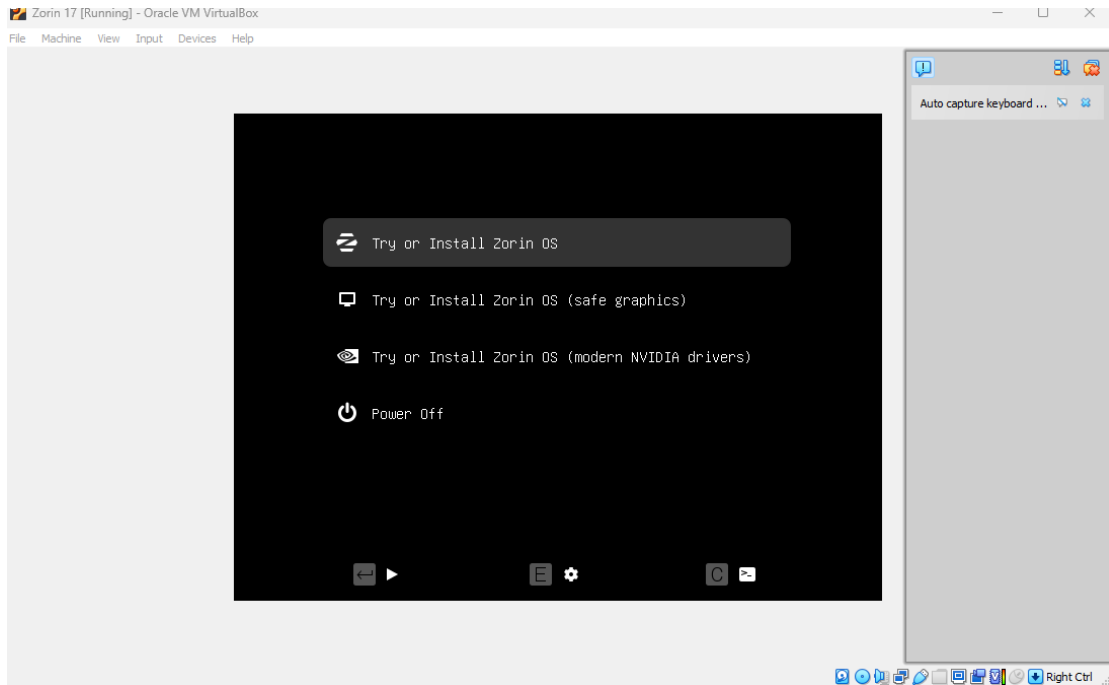 Zorin 17 [Running] - Oracle VM VirtualBox
File Machine View Input Devices Help
Auto capture keyboard ...
Try or Install Zorin OS
Try or Install Zorin OS (safe graphics)
Try or Install Zorin OS (modern NVIDIA drivers)
Power Off
E
C
Right Ctrl